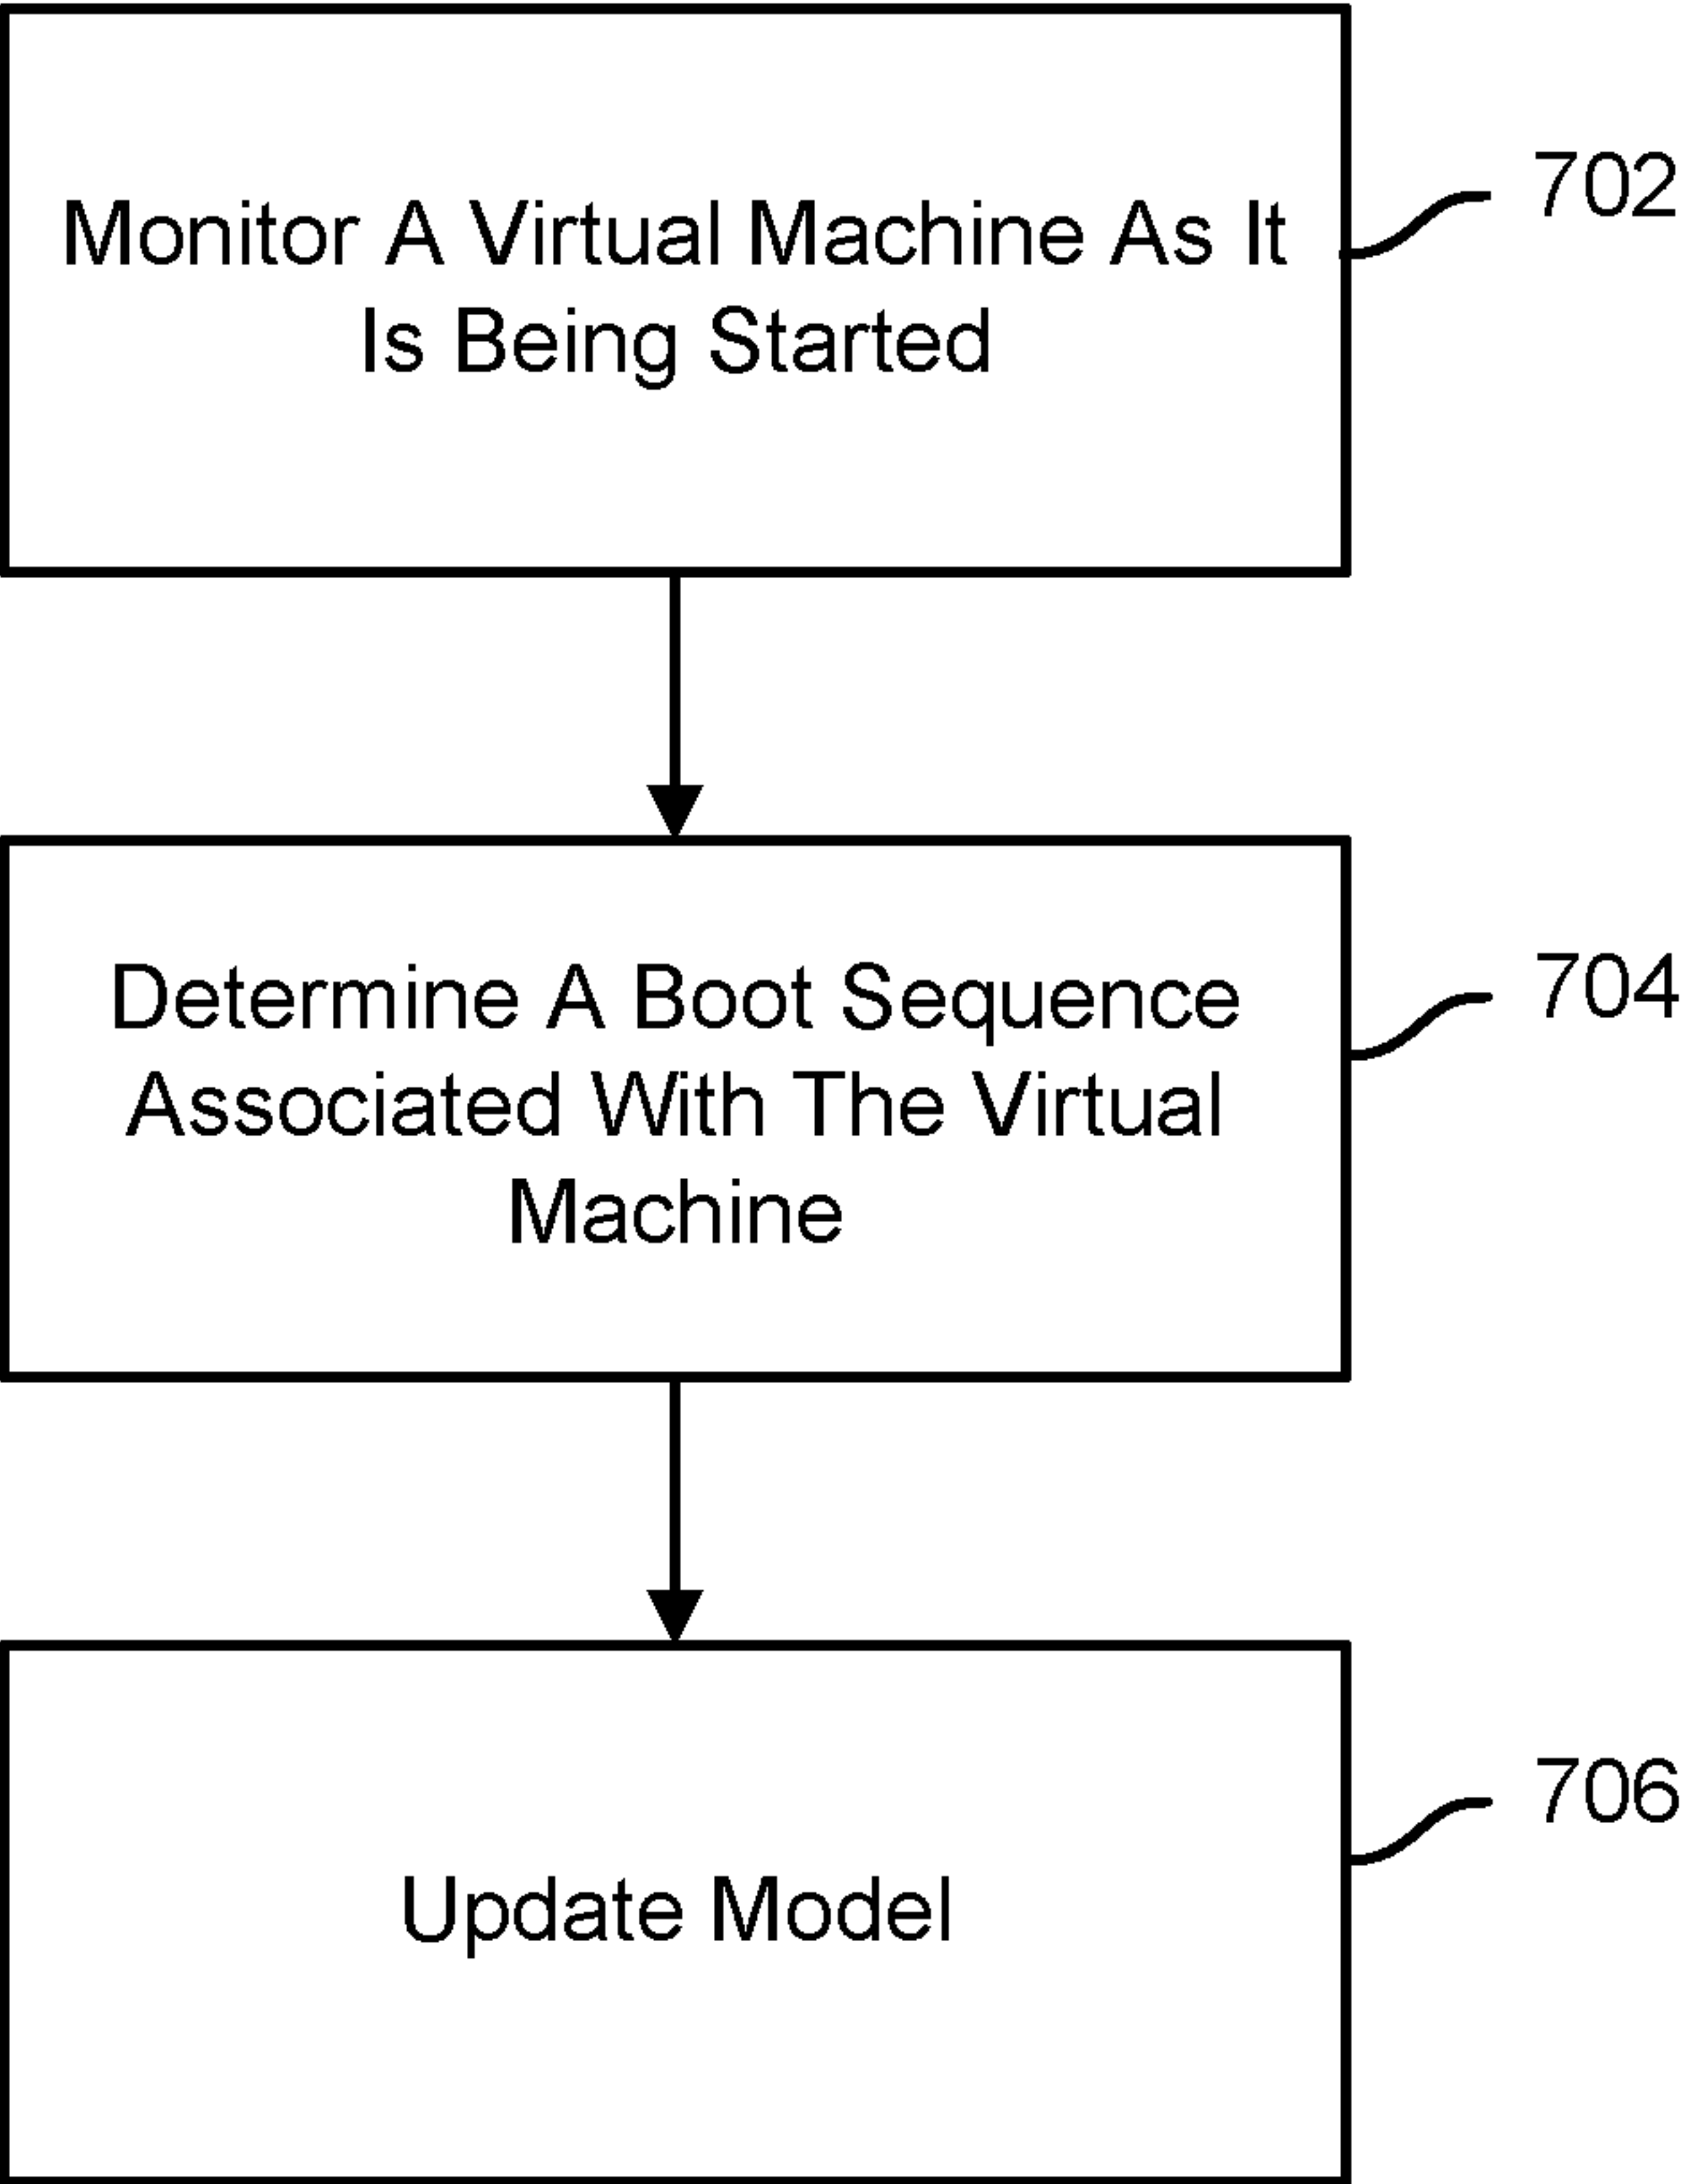 702
Monitor A Virtual Machine As It
Is Being Started
704
Determine A Boot Sequence
Associated With The Virtual
Machine
706
Update Model